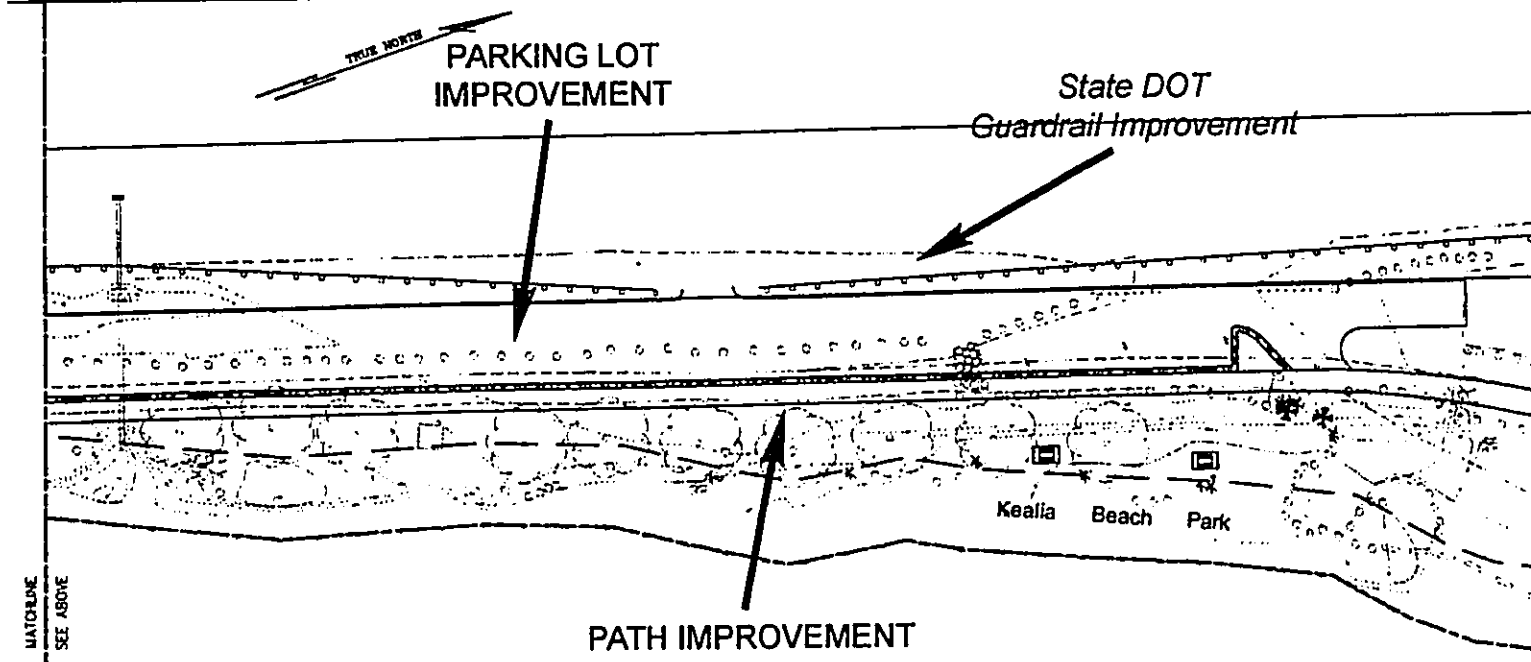 TRUE NORTH
PARKING LOT
IMPROVEMENT
State DOT
Guardrail Improvement
Kealia Beach Park
PATH IMPROVEMENT
MATCHLINE
SEE ABOVE